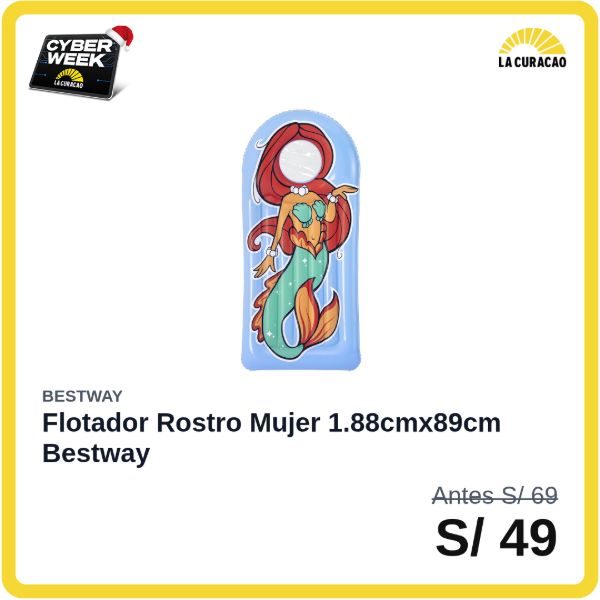 CYBER
WEEK
LA CURACAO
LA CURACAO
BESTWAY
Flotador Rostro Mujer 1.88cmx89cm
Bestway
Antes S/ 69
S/ 49